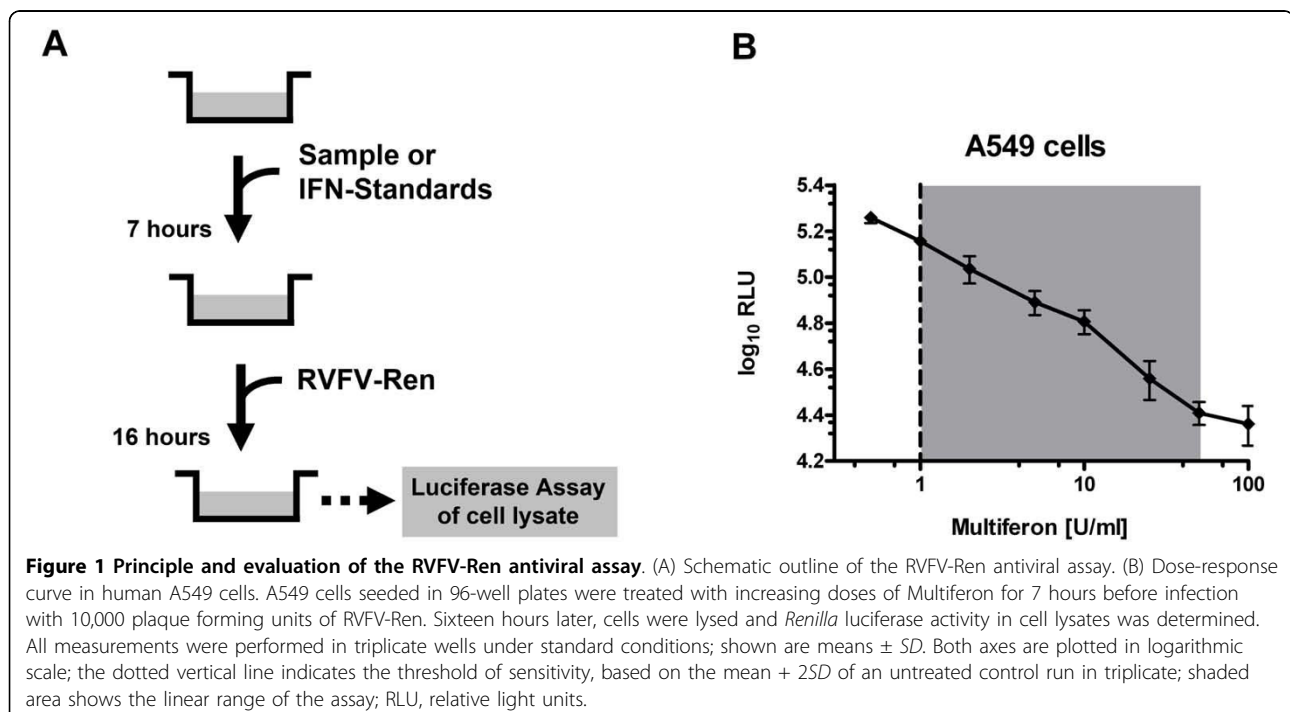 A
Sample or
IFN-Standards
7 hours
RVFV-Ren
16 hours
Luciferase Assay
of cell lysate
B
A549 cells
log₁₀ RLU
5.4
5.2
5.0
4.8
4.6
4.4
4.2
1
10
100
Multiferon [U/ml]
Figure 1 Principle and evaluation of the RVFV-Ren antiviral assay. (A) Schematic outline of the RVFV-Ren antiviral assay. (B) Dose-response
curve in human A549 cells. A549 cells seeded in 96-well plates were treated with increasing doses of Multiferon for 7 hours before infection
with 10,000 plaque forming units of RVFV-Ren. Sixteen hours later, cells were lysed and Renilla luciferase activity in cell lysates was determined.
All measurements were performed in triplicate wells under standard conditions; shown are means ± SD. Both axes are plotted in logarithmic
scale; the dotted vertical line indicates the threshold of sensitivity, based on the mean + 2SD of an untreated control run in triplicate; shaded
area shows the linear range of the assay; RLU, relative light units.